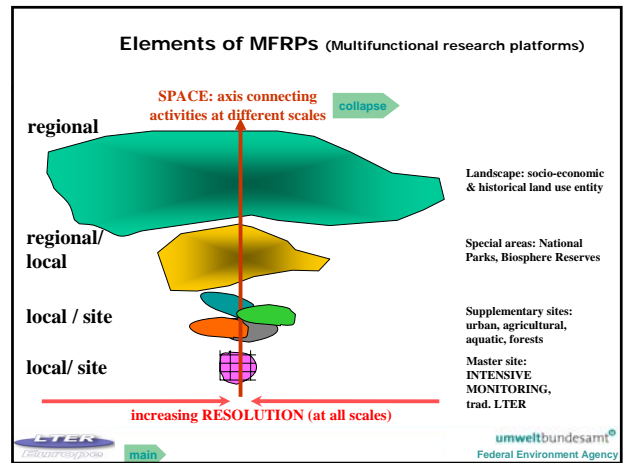 Elements of MFRPs (Multifunctional research platforms)
SPACE: axis connecting
activities at different scales
collapse
regional
Landscape: socio-economic
& historical land use entity
regional/
local
Special areas: National
Parks, Biosphere Reserves
local / site
Supplementary sites:
urban, agricultural,
aquatic, forests
local/ site
Master site:
INTENSIVE
MONITORING,
trad. LTER
increasing RESOLUTION (at all scales)
LTER
Europe
main
umweltbundesamt
Federal Environment Agency